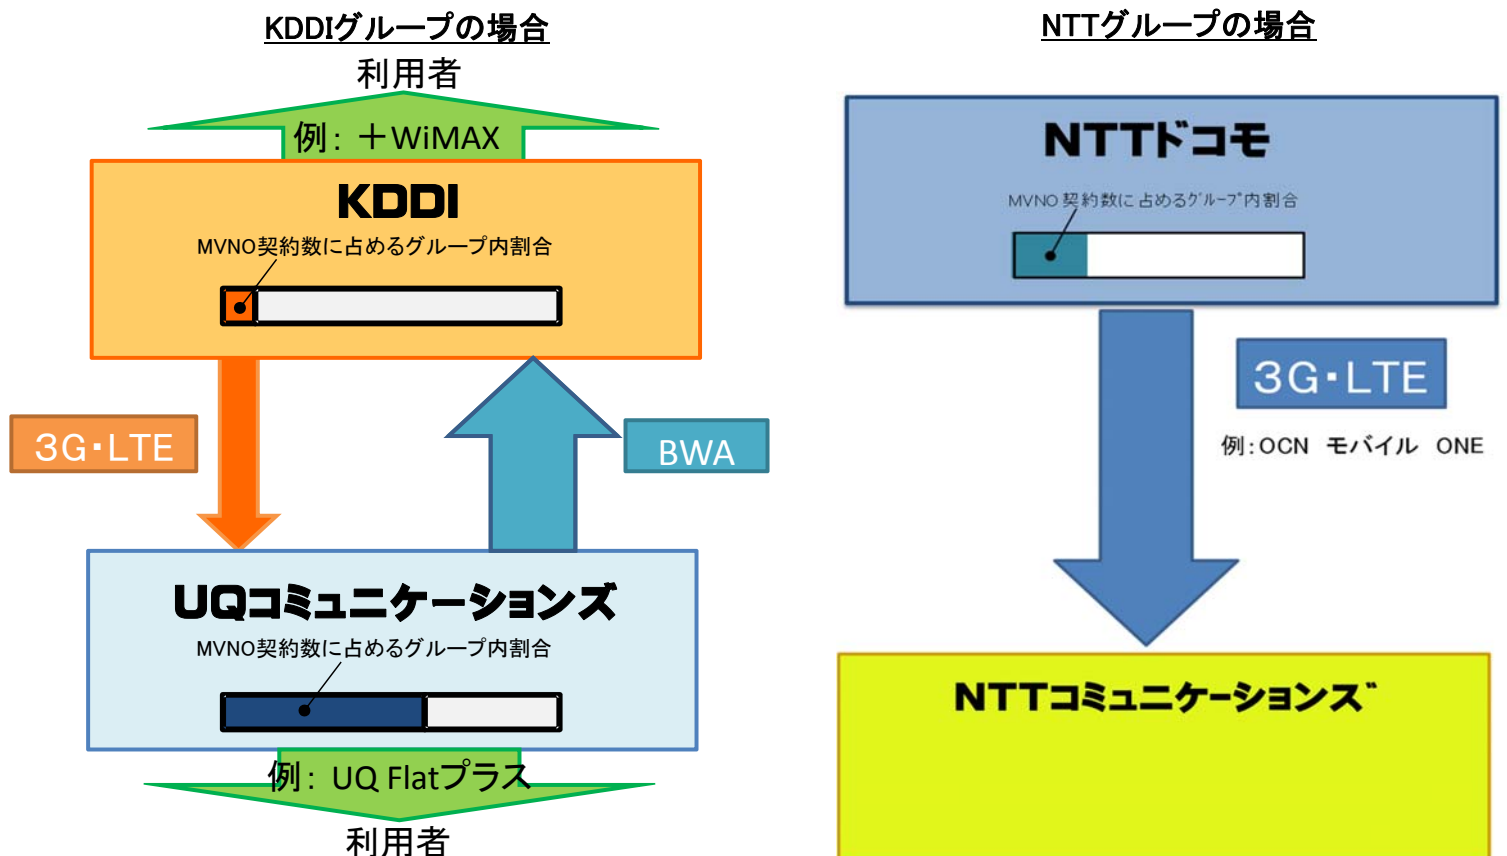 KDDIグループの場合
利用者
例： ＋WiMAX
KDDI
MVNO契約数に占めるグループ内割合
3G・LTE
BWA
UQコミュニケーションズ
MVNO契約数に占めるグループ内割合
例： UQ Flatプラス
利用者
NTTグループの場合
NTTドコモ
MVNO契約数に占めるｸﾞﾙｰﾌﾟ内割合
3G・LTE
例：OCN モバイル ONE
NTTコミュニケーションズﾞ